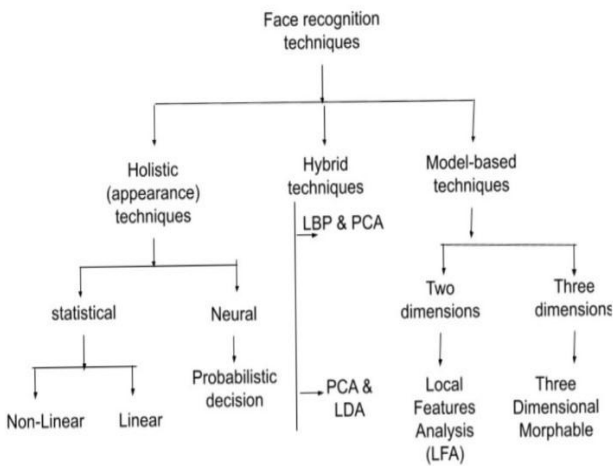 Face recognition
techniques
Holistic
(appearance)
techniques
Hybrid
techniques
Model-based
techniques
LBP & PCA
statistical
Neural
Two
dimensions
Three
dimensions
Non-Linear
Linear
Probabilistic
decision
PCA &
LDA
Local
Features
Analysis
(LFA)
Three
Dimensional
Morphable